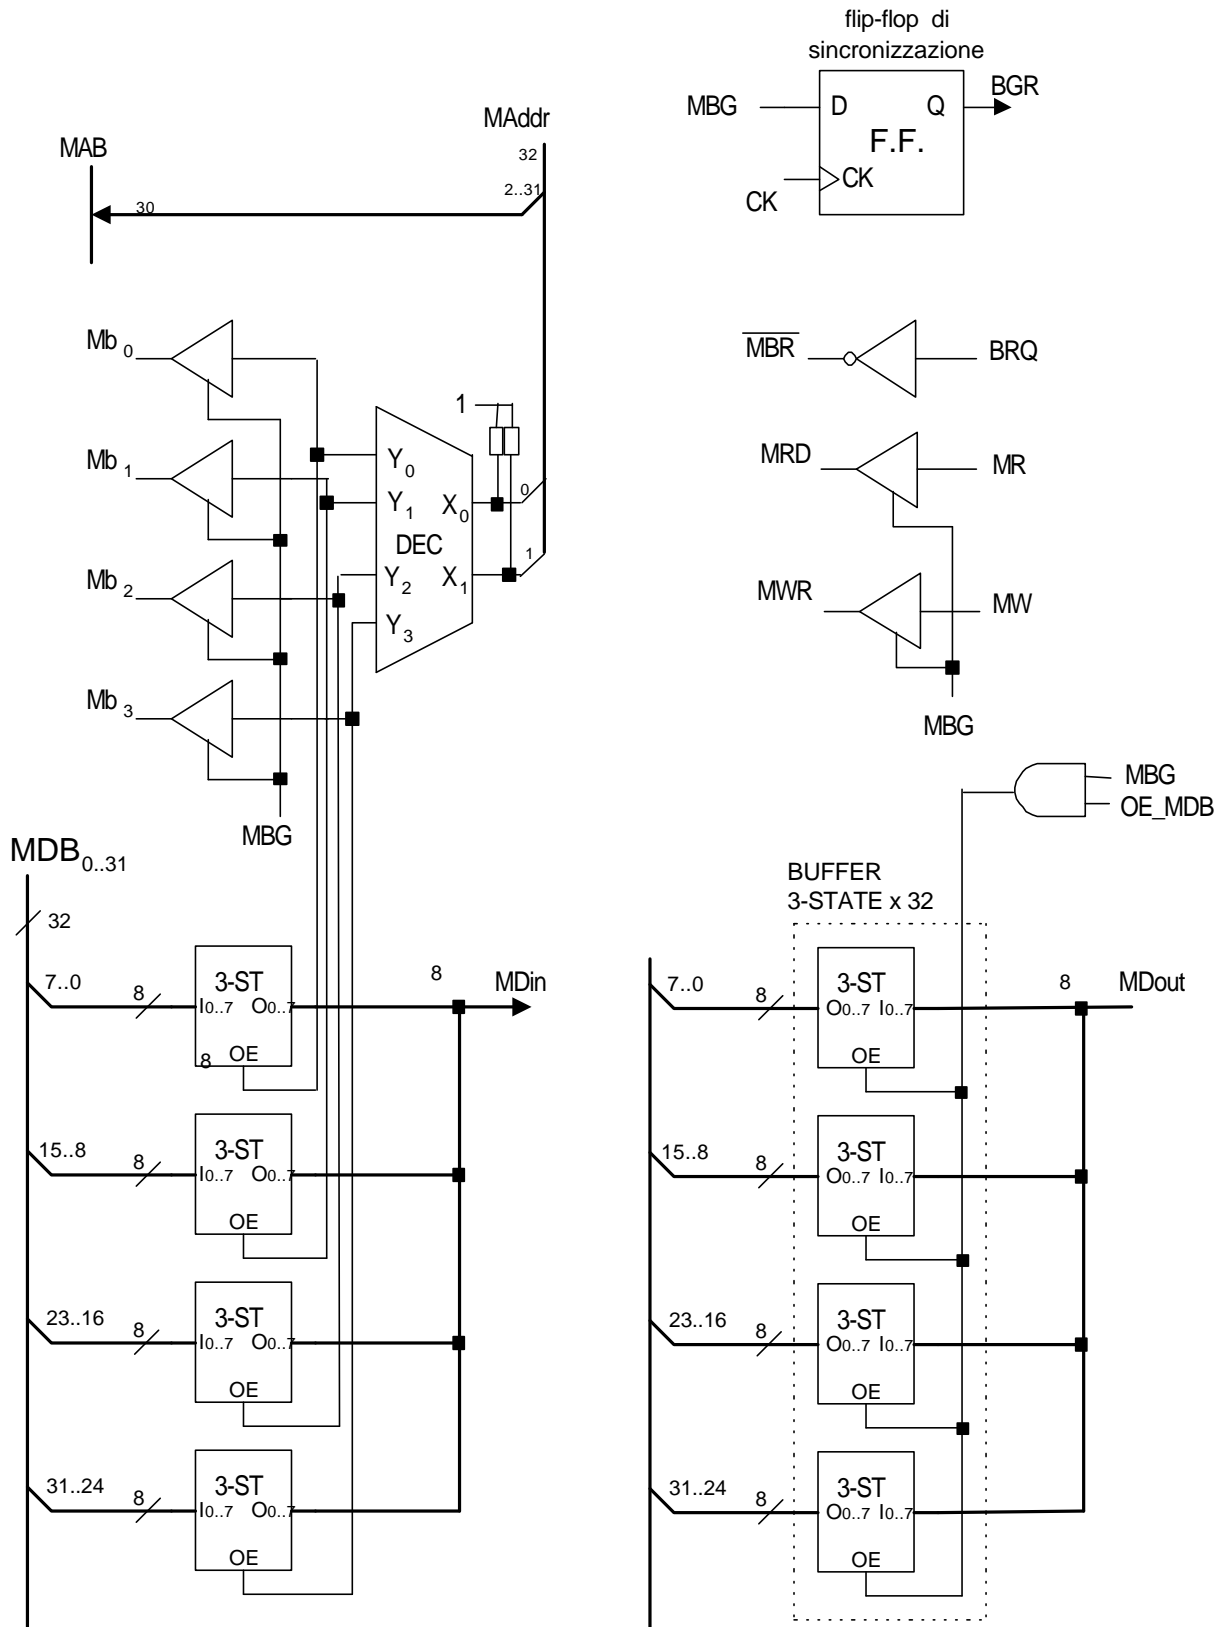 flip-flop di
sincronizzazione
MBG
D
Q
BGR
F.F.
CK
CK
MAB
MAddr
32
2..31
30
Mb 0
Mb 1
Mb 2
Mb 3
1
Y0
Y1
Y2
Y3
DEC
X0
X1
0
1
MBG
MBR
BRQ
MRD
MR
MWR
MW
MBG
MBG
OE_MDB
MDB0..31
32
7..0
8
3-ST
I0..7 O0..7
OE
8
8
MDin
15..8
8
3-ST
I0..7 O0..7
OE
23..16
8
3-ST
I0..7 O0..7
OE
31..24
8
3-ST
I0..7 O0..7
OE
BUFFER
3-STATE x 32
7..0
8
3-ST
O0..7 I0..7
OE
8
MDout
15..8
8
3-ST
O0..7 I0..7
OE
23..16
8
3-ST
O0..7 I0..7
OE
31..24
8
3-ST
O0..7 I0..7
OE